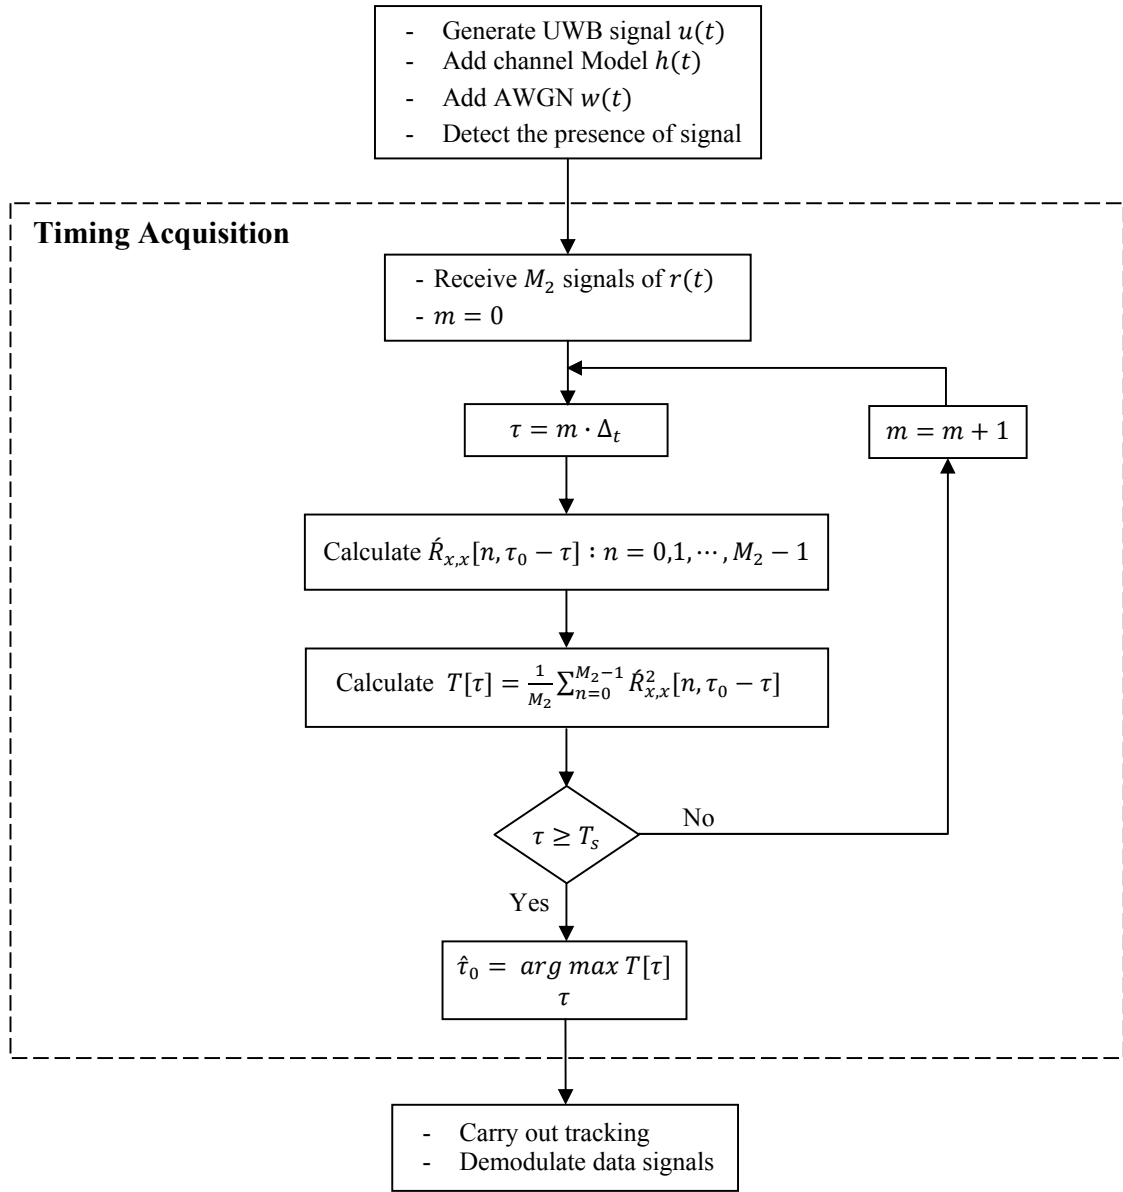 - Generate UWB signal 𝑢(𝑡)
- Add channel Model ℎ(𝑡)
- Add AWGN 𝑤(𝑡)
- Detect the presence of signal
Timing Acquisition
- Receive 𝑀₂ signals of 𝑟(𝑡)
- 𝑚 = 0
𝜏 = 𝑚 ∙ Δ𝑡
𝑚 = 𝑚 + 1
Calculate Ŕ𝑥,𝑥[𝑛, 𝜏₀ − 𝜏] ∶ 𝑛 = 0,1, ⋯ , 𝑀₂ − 1
Calculate 𝑇[𝜏] = 1/𝑀₂ ∑_{𝑛=0}^{𝑀₂−1} Ŕ²𝑥,𝑥[𝑛, 𝜏₀ − 𝜏]
𝜏 ≥ 𝑇𝑠
No
Yes
𝜏̂₀ = 𝑎𝑟𝑔 𝑚𝑎𝑥 𝑇[𝜏]
𝜏
- Carry out tracking
- Demodulate data signals